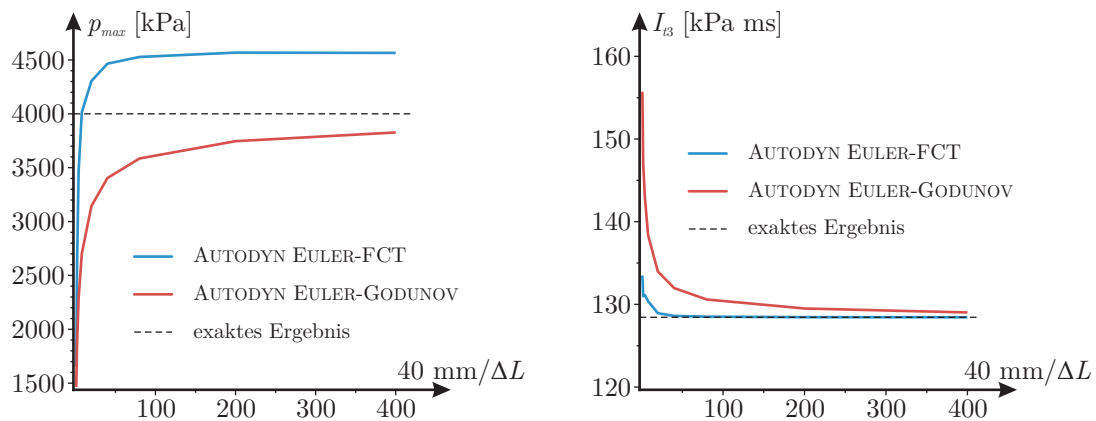 p_max [kPa]
4500
4000
3500
3000
2500
2000
1500
AUTODYN EULER-FCT
AUTODYN EULER-GODUNOV
exaktes Ergebnis
40 mm/ΔL
100 200 300 400
I_t3 [kPa ms]
160
150
140
130
120
AUTODYN EULER-FCT
AUTODYN EULER-GODUNOV
exaktes Ergebnis
40 mm/ΔL
100 200 300 400